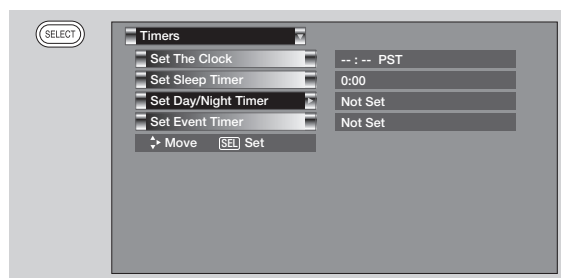 SELECT
Timers
Set The Clock -- : -- PST
Set Sleep Timer 0:00
Set Day/Night Timer Not Set
Set Event Timer Not Set
Move SEL Set